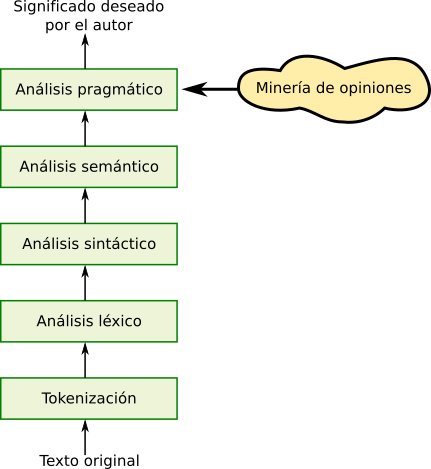 Significado deseado
por el autor
Análisis pragmático
Minería de opiniones
Análisis semántico
Análisis sintáctico
Análisis léxico
Tokenización
Texto original